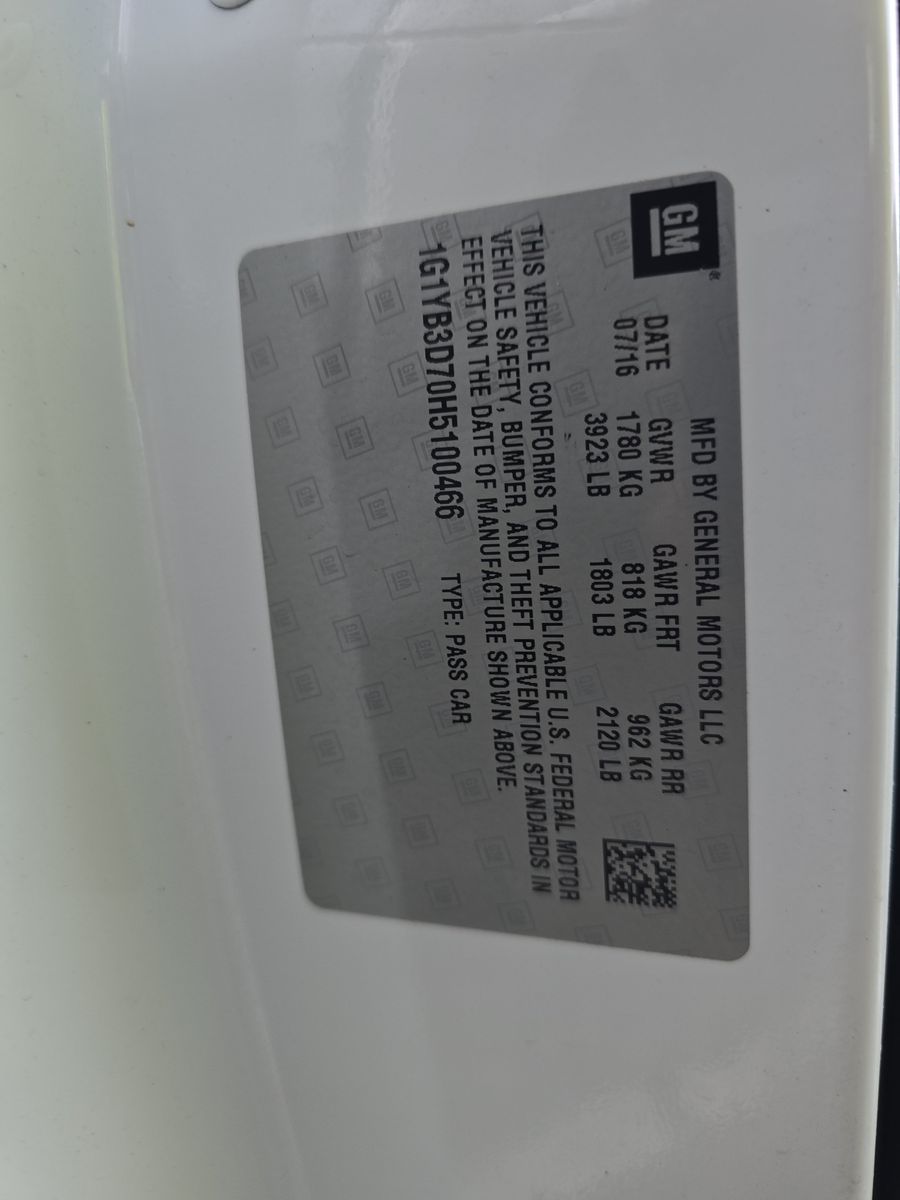 GM
MFD BY GENERAL MOTORS LLC
DATE GVWR GAWR FRT GAWR RR
07/16 1780 KG 818 KG 962 KG
3923 LB 1803 LB 2120 LB
THIS VEHICLE CONFORMS TO ALL APPLICABLE U.S. FEDERAL MOTOR
VEHICLE SAFETY, BUMPER, AND THEFT PREVENTION STANDARDS IN
EFFECT ON THE DATE OF MANUFACTURE SHOWN ABOVE.
1G1YB3D70H5100466 TYPE: PASS CAR